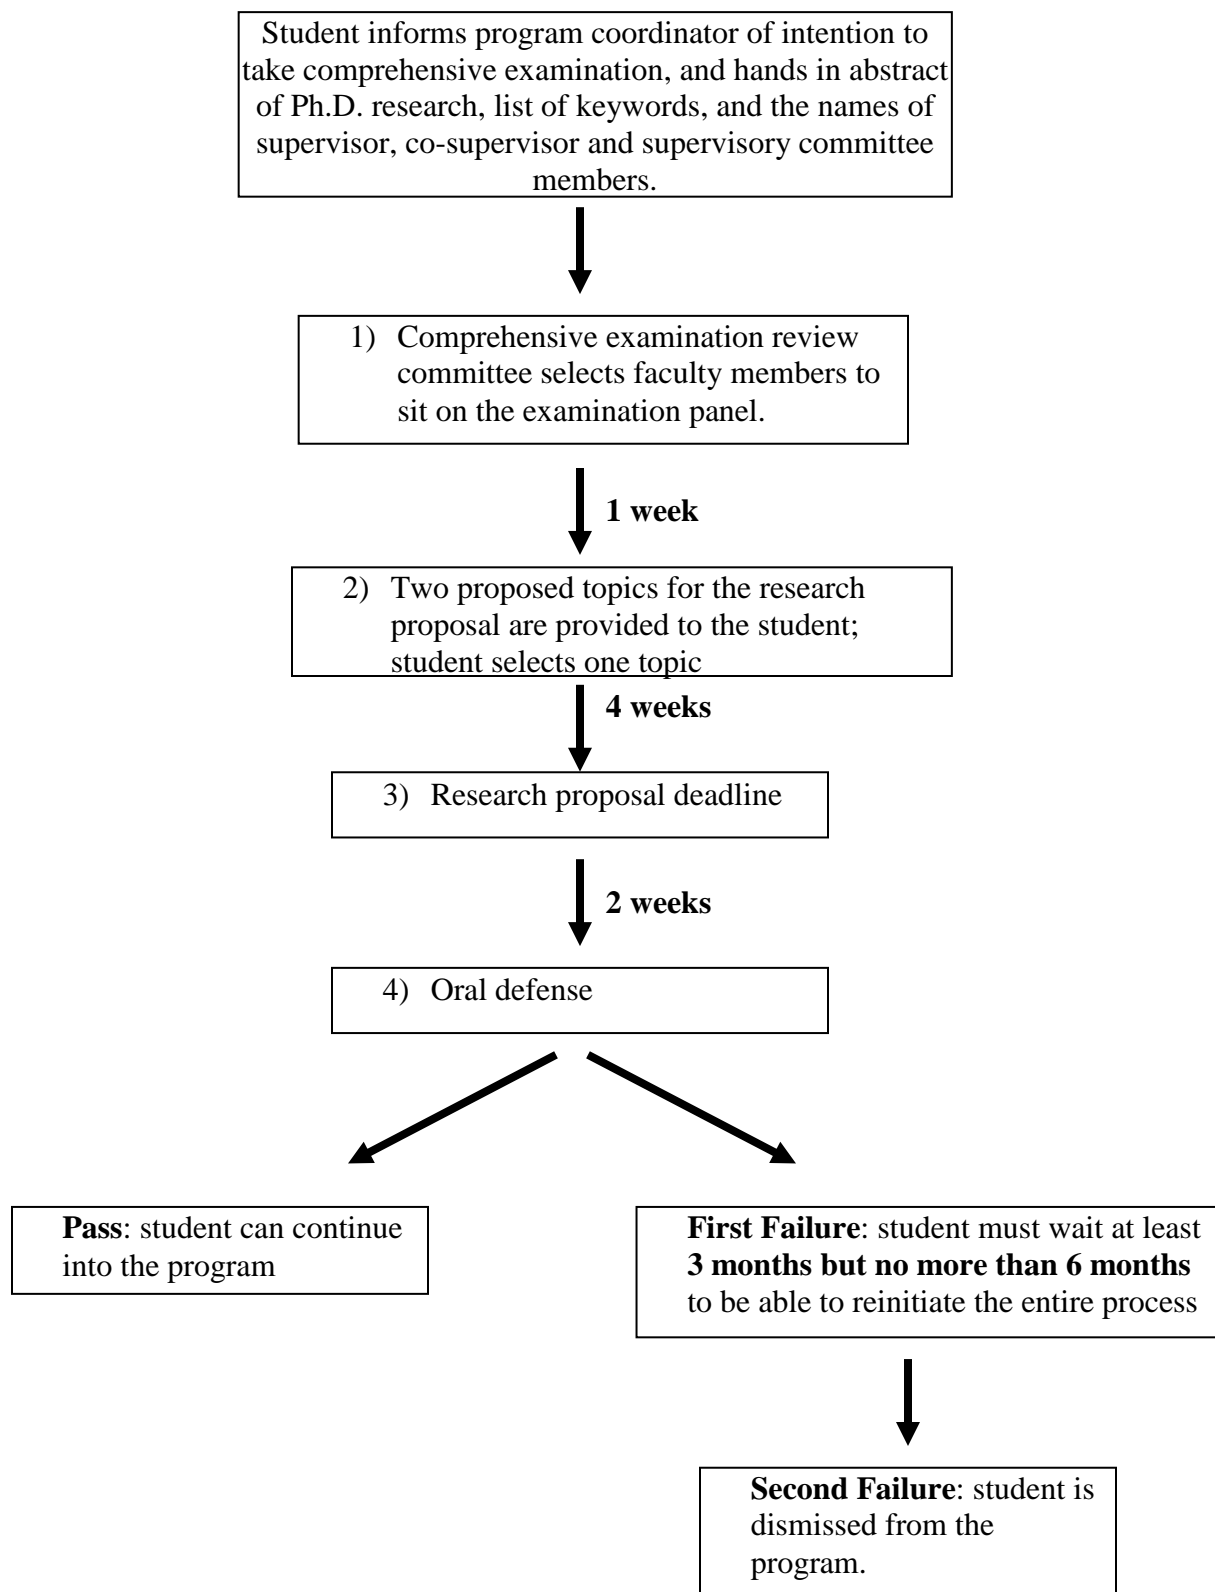 Student informs program coordinator of intention to
take comprehensive examination, and hands in abstract
of Ph.D. research, list of keywords, and the names of
supervisor, co-supervisor and supervisory committee
members.
1) Comprehensive examination review
committee selects faculty members to
sit on the examination panel.
1 week
2) Two proposed topics for the research
proposal are provided to the student;
student selects one topic
4 weeks
3) Research proposal deadline
2 weeks
4) Oral defense
Pass: student can continue
into the program
First Failure: student must wait at least
3 months but no more than 6 months
to be able to reinitiate the entire process
Second Failure: student is
dismissed from the
program.